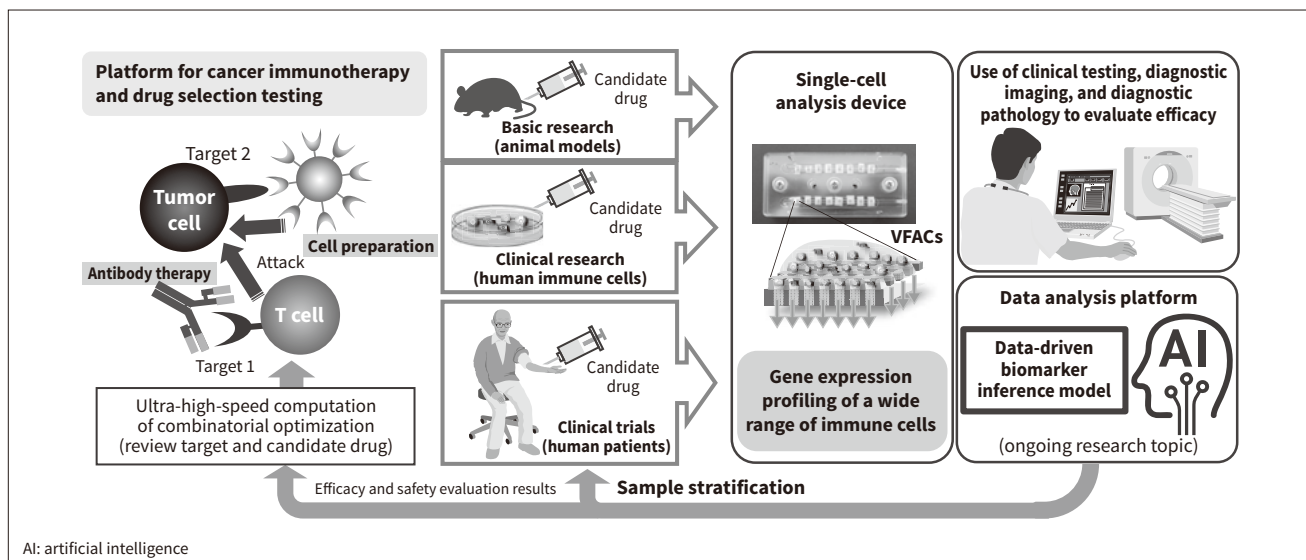 Platform for cancer immunotherapy
and drug selection testing
Target 2
Tumor
cell
Cell preparation
Antibody therapy
Attack
T cell
Target 1
Ultra-high-speed computation
of combinatorial optimization
(review target and candidate drug)
Candidate
drug
Basic research
(animal models)
Candidate
drug
Clinical research
(human immune cells)
Candidate
drug
Clinical trials
(human patients)
Single-cell
analysis device
VFACs
Gene expression
profiling of a wide
range of immune cells
Use of clinical testing, diagnostic
imaging, and diagnostic
pathology to evaluate efficacy
Data analysis platform
Data-driven
biomarker
inference model
AI
(ongoing research topic)
Efficacy and safety evaluation results
Sample stratification
AI: artificial intelligence